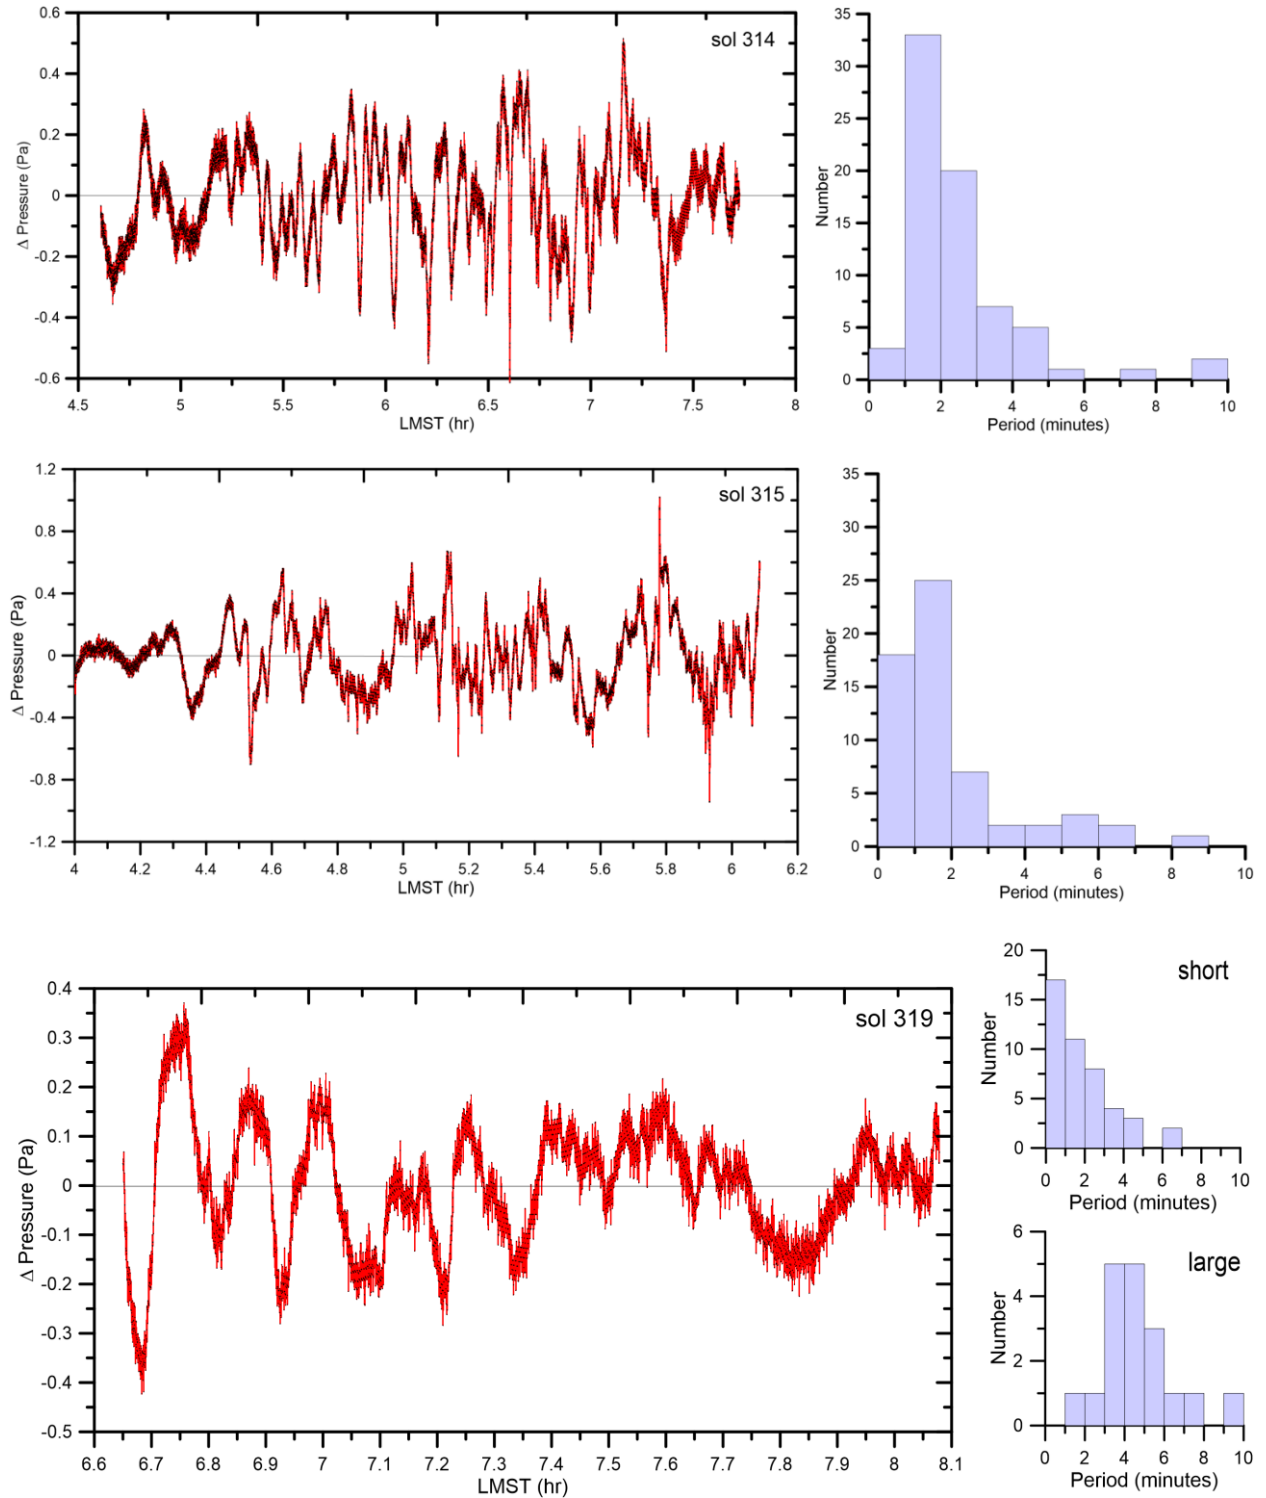 sol 314
0.6
0.4
0.2
0
-0.2
-0.4
-0.6
Δ Pressure (Pa)
4.5 5 5.5 6 6.5 7 7.5 8
LMST (hr)
35
30
25
20
15
10
5
0
Number
0 2 4 6 8 10
Period (minutes)
sol 315
1.2
0.8
0.4
0
-0.4
-0.8
-1.2
Δ Pressure (Pa)
4 4.2 4.4 4.6 4.8 5 5.2 5.4 5.6 5.8 6 6.2
LMST (hr)
35
30
25
20
15
10
5
0
Number
0 2 4 6 8 10
Period (minutes)
sol 319
0.4
0.3
0.2
0.1
0
-0.1
-0.2
-0.3
-0.4
-0.5
Δ Pressure (Pa)
6.6 6.7 6.8 6.9 7 7.1 7.2 7.3 7.4 7.5 7.6 7.7 7.8 7.9 8 8.1
LMST (hr)
short
20
15
10
5
0
Number
0 2 4 6 8 10
Period (minutes)
large
6
4
2
0
Number
0 2 4 6 8 10
Period (minutes)